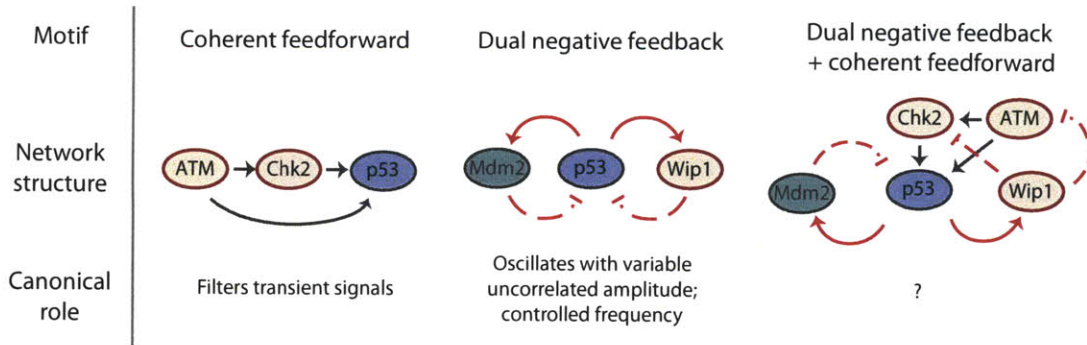 Motif
Coherent feedforward
Dual negative feedback
Dual negative feedback
+ coherent feedforward
Network
structure
ATM
Chk2
p53
Mdm2
p53
Wip1
Chk2
ATM
Mdm2
p53
Wip1
Canonical
role
Filters transient signals
Oscillates with variable
uncorrelated amplitude;
controlled frequency
?